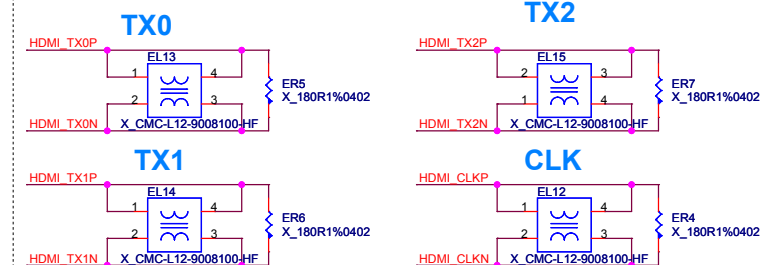 TX0
HDMI_TX0P
EL13
1
4
2
3
ER5
X_180R1%0402
HDMI_TX0N
X_CMC-L12-9008100-HF
TX2
HDMI_TX2P
EL15
2
3
1
4
ER7
X_180R1%0402
HDMI_TX2N
X_CMC-L12-9008100-HF
TX1
HDMI_TX1P
EL14
1
4
2
3
ER6
X_180R1%0402
HDMI_TX1N
X_CMC-L12-9008100-HF
CLK
HDMI_CLKP
EL12
1
4
2
3
ER4
X_180R1%0402
HDMI_CLKN
X_CMC-L12-9008100-HF